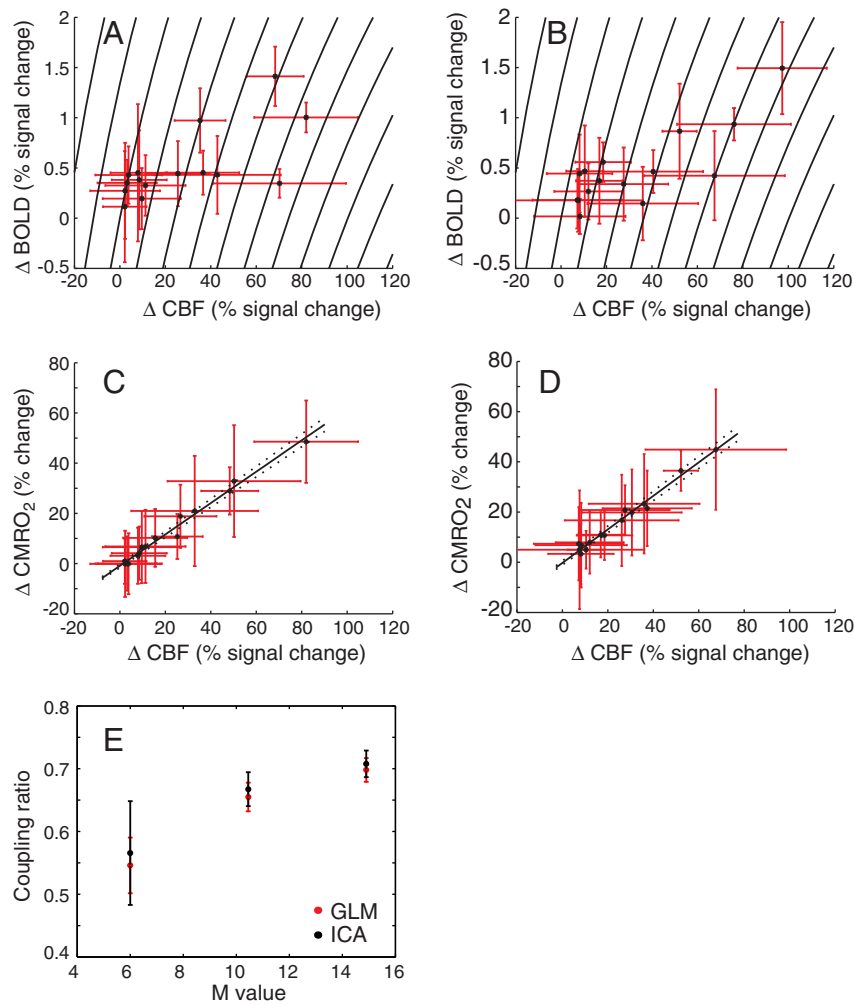 A
B
Δ BOLD (% signal change)
2
1.5
1
0.5
0
-0.5
-20 0 20 40 60 80 100 120
Δ CBF (% signal change)
Δ BOLD (% signal change)
2
1.5
1
0.5
0
-0.5
-20 0 20 40 60 80 100 120
Δ CBF (% signal change)
C
D
Δ CMRO2 (% change)
80
60
40
20
0
20
-20 0 20 40 60 80 100 120
Δ CBF (% signal change)
Δ CMRO2 (% change)
80
60
40
20
0
-20
-20 0 20 40 60 80 100 120
Δ CBF (% signal change)
E
Coupling ratio
0.8
0.7
0.6
0.5
0.4
4 6 8 10 12 14 16
M value
GLM
ICA